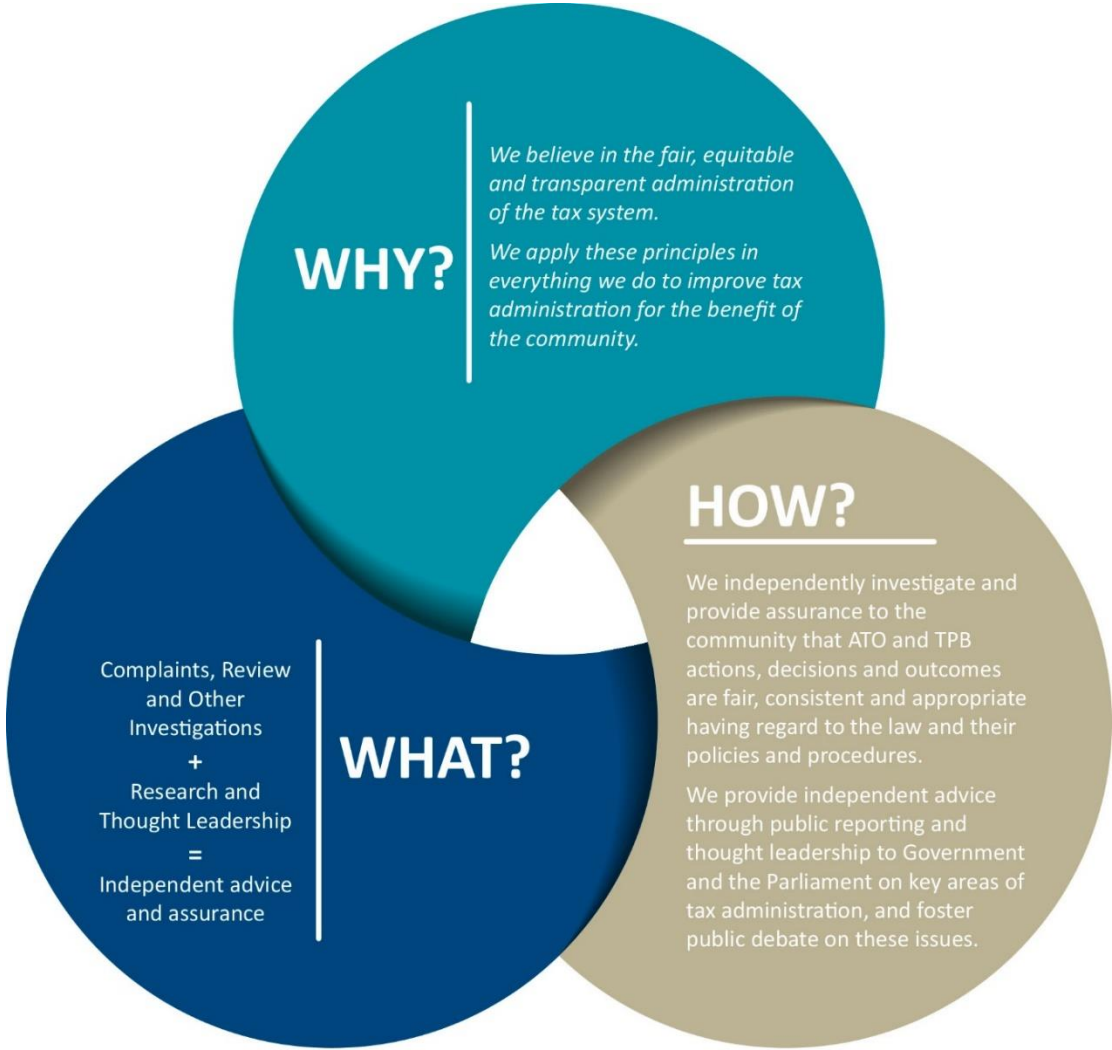 WHY?
We believe in the fair, equitable
and transparent administration
of the tax system.
We apply these principles in
everything we do to improve tax
administration for the benefit of
the community.
HOW?
We independently investigate and
provide assurance to the
community that ATO and TPB
actions, decisions and outcomes
are fair, consistent and appropriate
having regard to the law and their
policies and procedures.
We provide independent advice
through public reporting and
thought leadership to Government
and the Parliament on key areas of
tax administration, and foster
public debate on these issues.
WHAT?
Complaints, Review
and Other
Investigations
+
Research and
Thought Leadership
=
Independent advice
and assurance